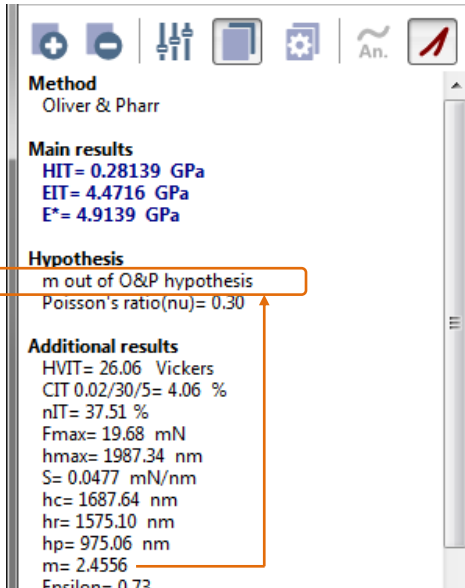 An.
Method
Oliver & Pharr
Main results
HIT= 0.28139 GPa
EIT= 4.4716 GPa
E*= 4.9139 GPa
Hypothesis
m out of O&P hypothesis
Poisson's ratio(nu)= 0.30
Additional results
HVIT= 26.06 Vickers
CIT 0.02/30/5= 4.06 %
nIT= 37.51 %
Fmax= 19.68 mN
hmax= 1987.34 nm
S= 0.0477 mN/nm
hc= 1687.64 nm
hr= 1575.10 nm
hp= 975.06 nm
m= 2.4556
Epsilon= 0.73